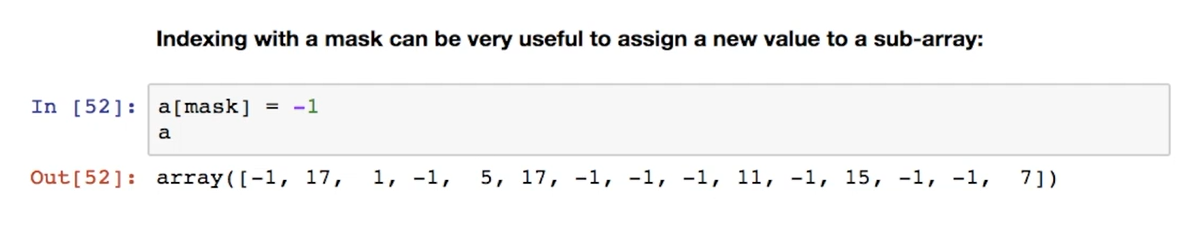 Indexing with a mask can be very useful to assign a new value to a sub-array:
In [52]: a[mask] = -1
a
Out[52]: array([-1, 17,  1, -1,  5, 17, -1, -1, -1, 11, -1, 15, -1, -1,  7])